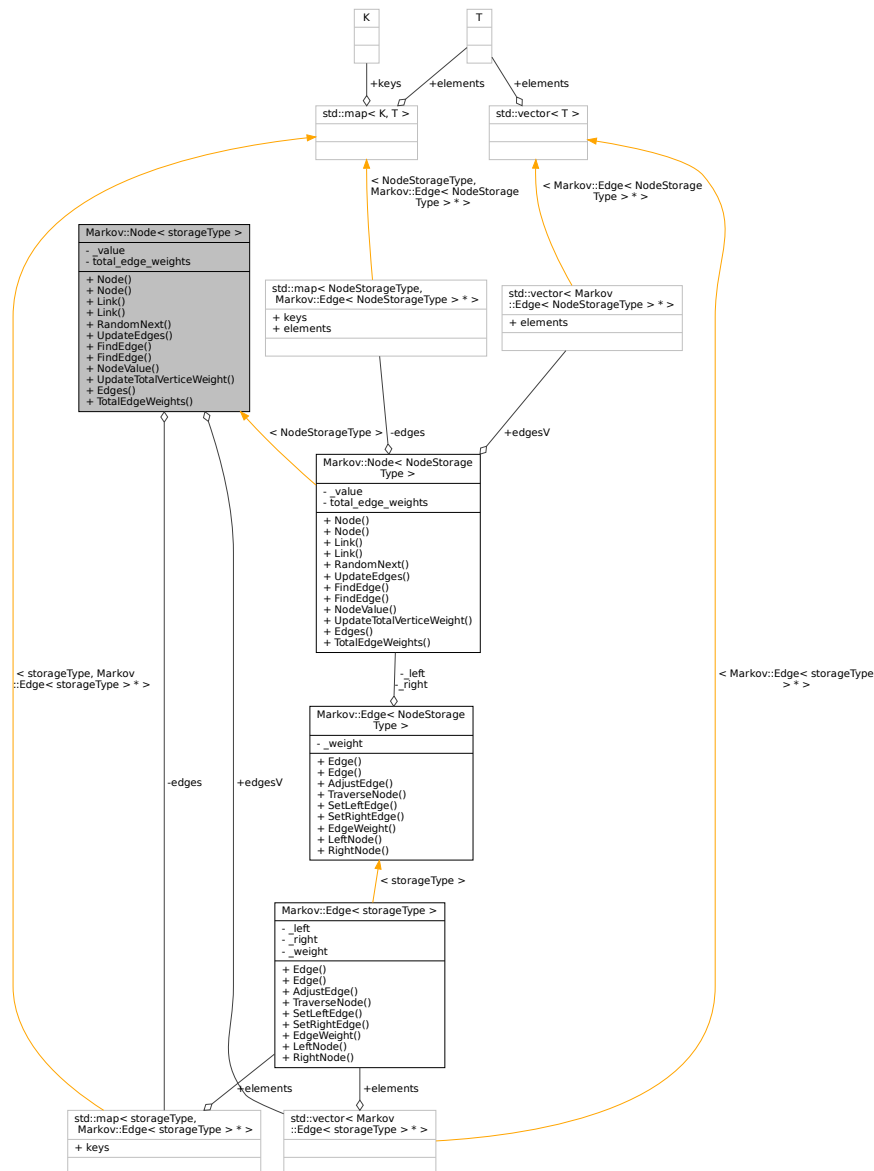 K
T
+keys
+elements
+elements
std::map< K, T >
std::vector< T >
< NodeStorageType,
Markov::Edge< NodeStorage
Type > * >
< Markov::Edge< NodeStorage
Type > * >
Markov::Node< storageType >
- _value
- total_edge_weights
+ Node()
+ Node()
+ Link()
+ Link()
+ RandomNext()
+ UpdateEdges()
+ FindEdge()
+ FindEdge()
+ NodeValue()
+ UpdateTotalVerticeWeight()
+ Edges()
+ TotalEdgeWeights()
std::map< NodeStorageType,
Markov::Edge< NodeStorageType > * >
+ keys
+ elements
std::vector< Markov
::Edge< NodeStorageType > * >
+ elements
< NodeStorageType >
-edges
+edgesV
Markov::Node< NodeStorage
Type >
- _value
- total_edge_weights
+ Node()
+ Node()
+ Link()
+ Link()
+ RandomNext()
+ UpdateEdges()
+ FindEdge()
+ FindEdge()
+ NodeValue()
+ UpdateTotalVerticeWeight()
+ Edges()
+ TotalEdgeWeights()
< storageType, Markov
::Edge< storageType > * >
-_left
-_right
< Markov::Edge< storageType
> * >
Markov::Edge< NodeStorage
Type >
- _weight
+ Edge()
+ Edge()
+ AdjustEdge()
+ TraverseNode()
+ SetLeftEdge()
+ SetRightEdge()
+ EdgeWeight()
+ LeftNode()
+ RightNode()
-edges
+edgesV
< storageType >
Markov::Edge< storageType >
- _left
- _right
- _weight
+ Edge()
+ Edge()
+ AdjustEdge()
+ TraverseNode()
+ SetLeftEdge()
+ SetRightEdge()
+ EdgeWeight()
+ LeftNode()
+ RightNode()
+elements
+elements
std::map< storageType,
Markov::Edge< storageType > * >
+ keys
std::vector< Markov
::Edge< storageType > * >